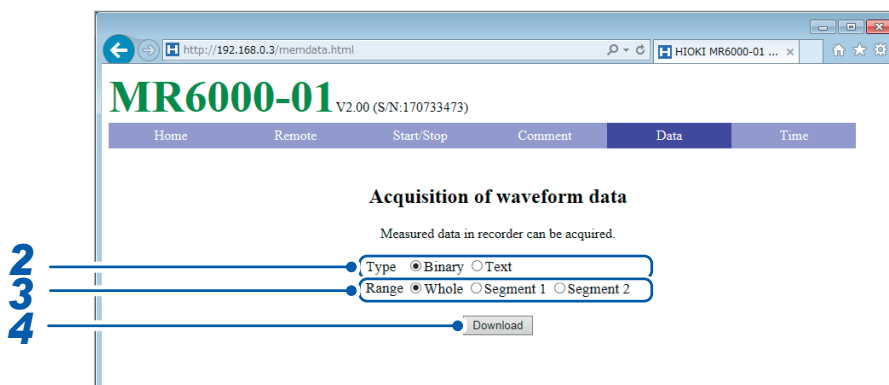 http://192.168.0.3/memdata.html
HIOKI MR6000-01 ...
MR6000-01 V2.00 (S/N:170733473)
Home Remote Start/Stop Comment Data Time
Acquisition of waveform data
Measured data in recorder can be acquired.
2 Type Binary Text
3 Range Whole Segment 1 Segment 2
4 Download